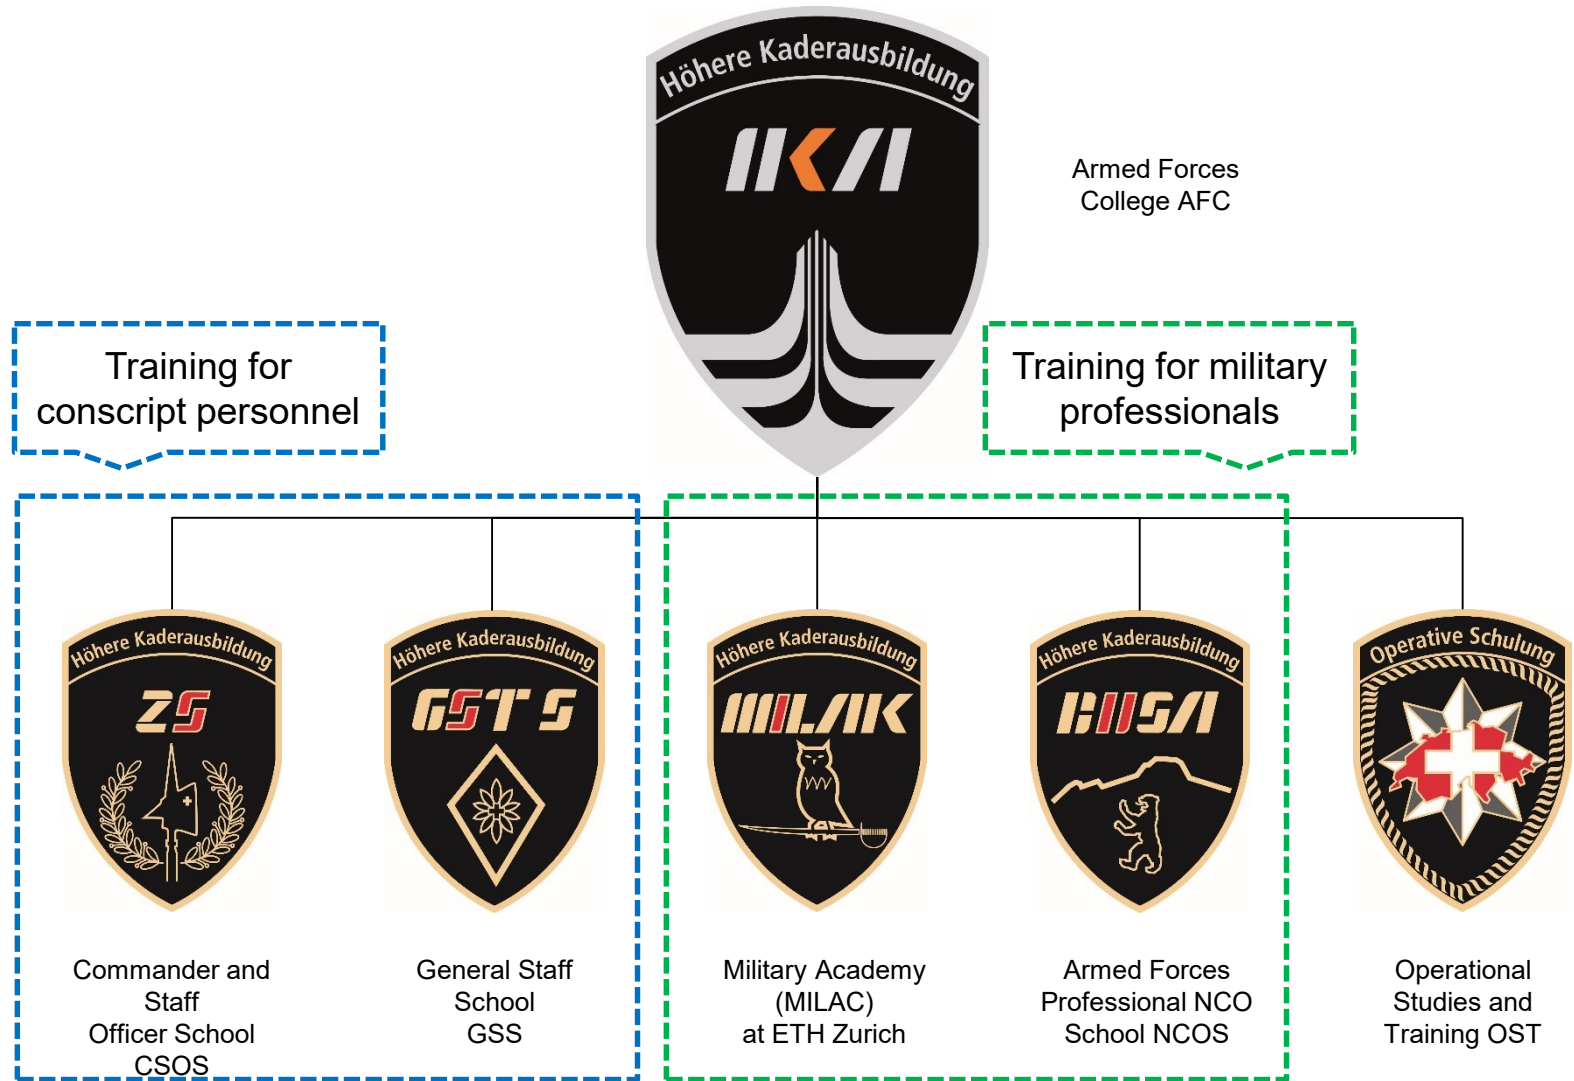 Höhere Kaderausbildung
HKA
Armed Forces
College AFC
Training for
conscript personnel
Training for military
professionals
Höhere Kaderausbildung
ZS
Höhere Kaderausbildung
GSTS
Höhere Kaderausbildung
MILAK
Höhere Kaderausbildung
BUSA
Operative Schulung
Commander and
Staff
Officer School
CSOS
General Staff
School
GSS
Military Academy
(MILAC)
at ETH Zurich
Armed Forces
Professional NCO
School NCOS
Operational
Studies and
Training OST